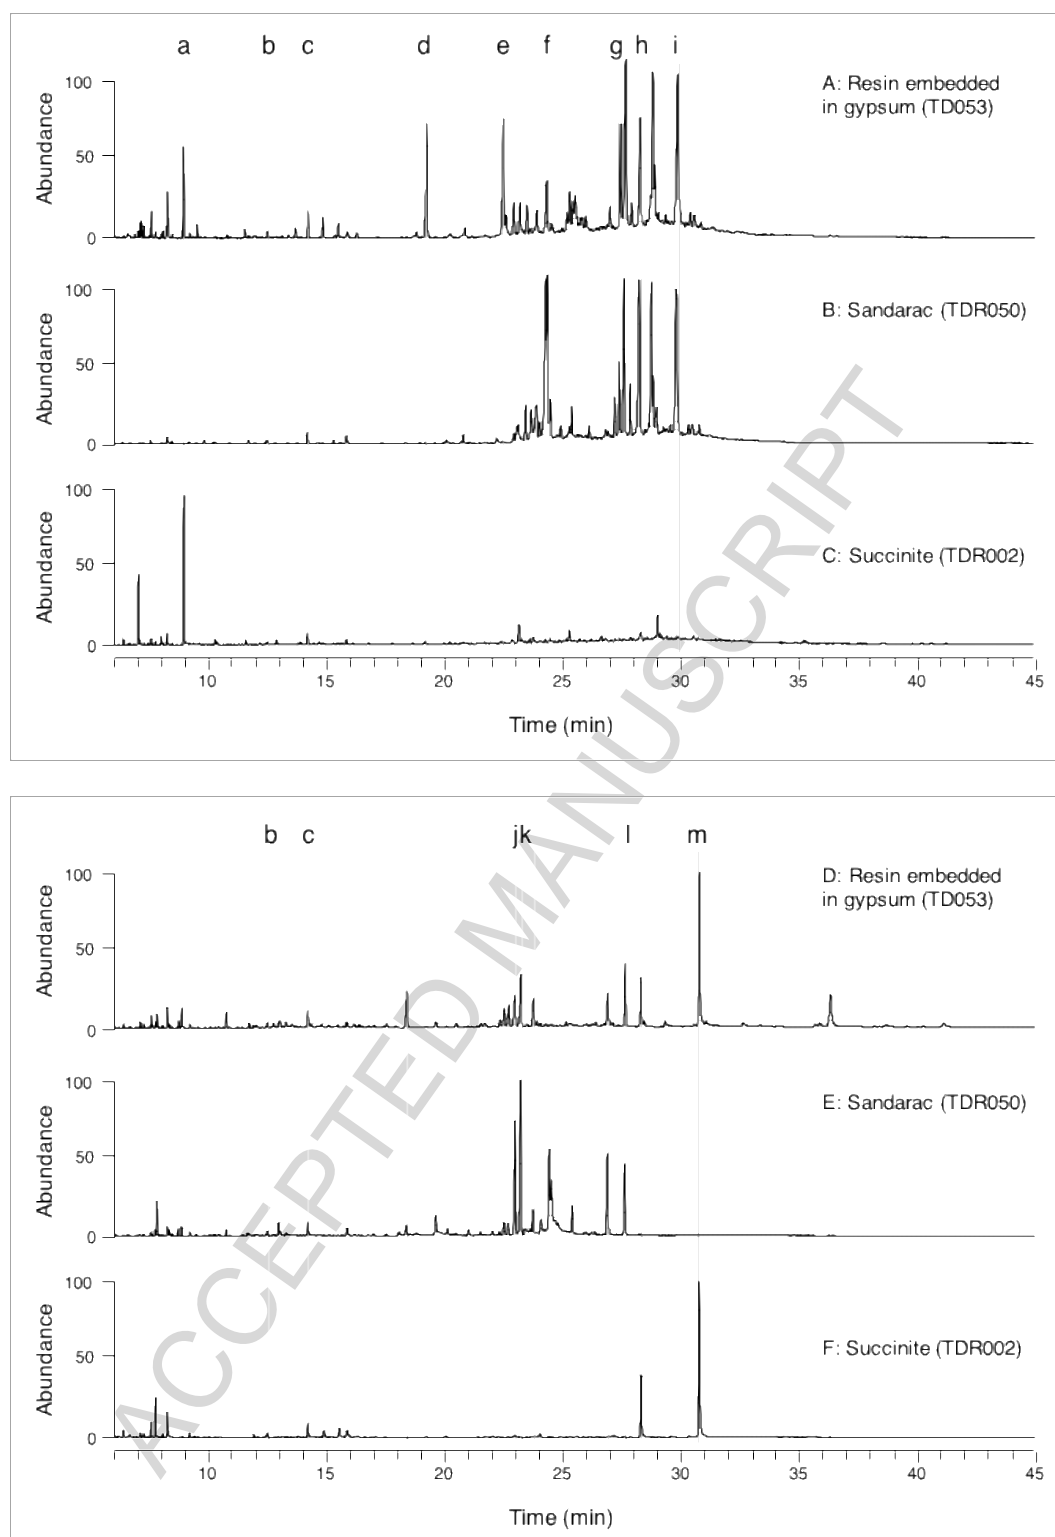 a b c d e f g h i
100
50
0
Abundance
A: Resin embedded
in gypsum (TD053)
100
50
0
Abundance
B: Sandarac (TDR050)
100
50
0
Abundance
C: Succinite (TDR002)
10 15 20 25 30 35 40 45
Time (min)
b c jk l m
100
50
0
Abundance
D: Resin embedded
in gypsum (TD053)
100
50
0
Abundance
E: Sandarac (TDR050)
100
50
0
Abundance
F: Succinite (TDR002)
10 15 20 25 30 35 40 45
Time (min)
ACCEPTED MANUSCRIPT